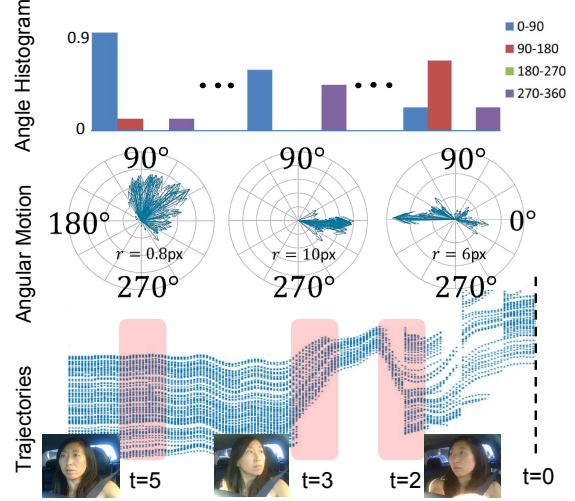 Angle Histogram
0.9
0
0-90
90-180
180-270
270-360
Angular Motion
90°
180°
270°
r = 0.8px
90°
270°
r = 10px
90°
0°
270°
r = 6px
Trajectories
t=5
t=3
t=2
t=0